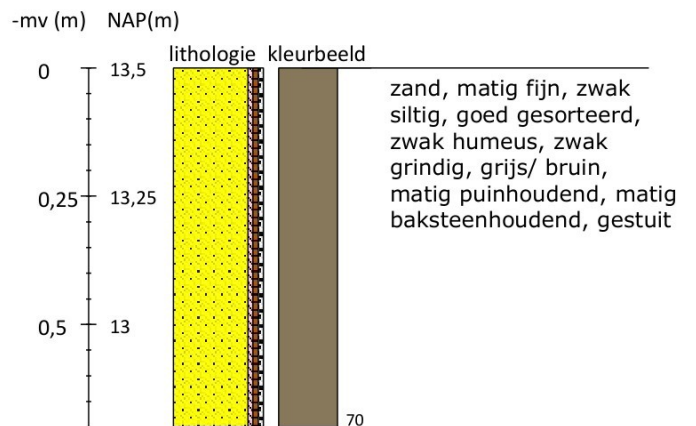 -mv (m) NAP(m)
lithologie kleurbeeld
0 13,5
zand, matig fijn, zwak
siltig, goed gesorteerd,
zwak humeus, zwak
grindig, grijs/ bruin,
matig puinhoudend, matig
baksteenhoudend, gestuit
0,25 13,25
0,5 13
70